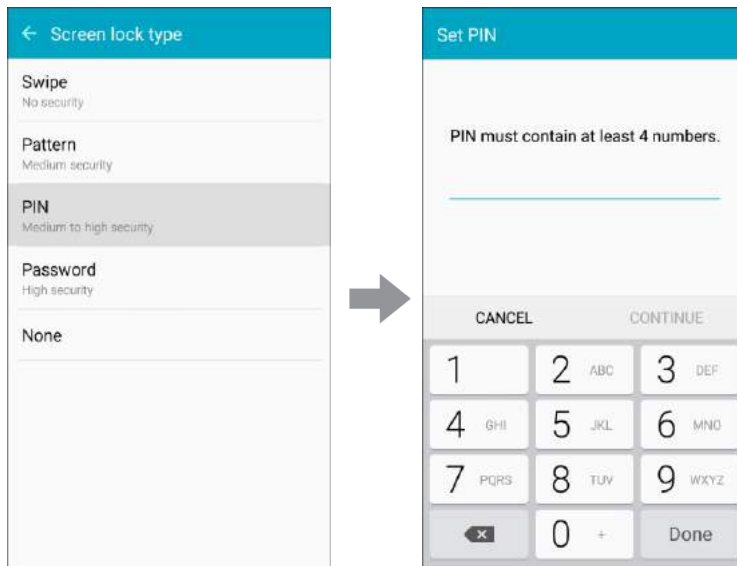 ← Screen lock type
Swipe
No security
Pattern
Medium security
PIN
Medium to high security
Password
High security
None
Set PIN
PIN must contain at least 4 numbers.
CANCEL CONTINUE
1 2 ABC 3 DEF
4 GHI 5 JKL 6 MNO
7 PQRS 8 TUV 9 WXYZ
0 + Done